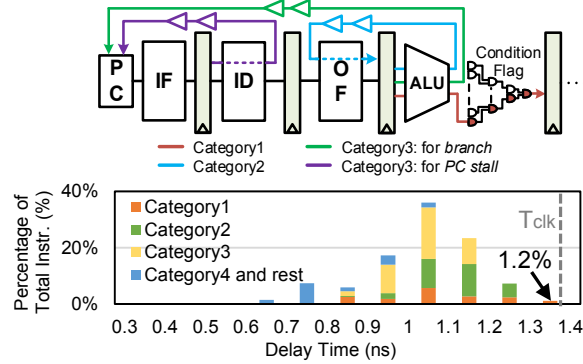 P
C
IF
ID
O
F
ALU
Condition
Flag
..
Category1
Category3: for branch
Category2
Category3: for PC stall
Percentage of
Total Instr. (%)
40%
20%
0%
Category1
Category2
Category3
Category4 and rest
Tclk
1.2%
0.3 0.4 0.5 0.6 0.7 0.8 0.9 1 1.1 1.2 1.3 1.4
Delay Time (ns)